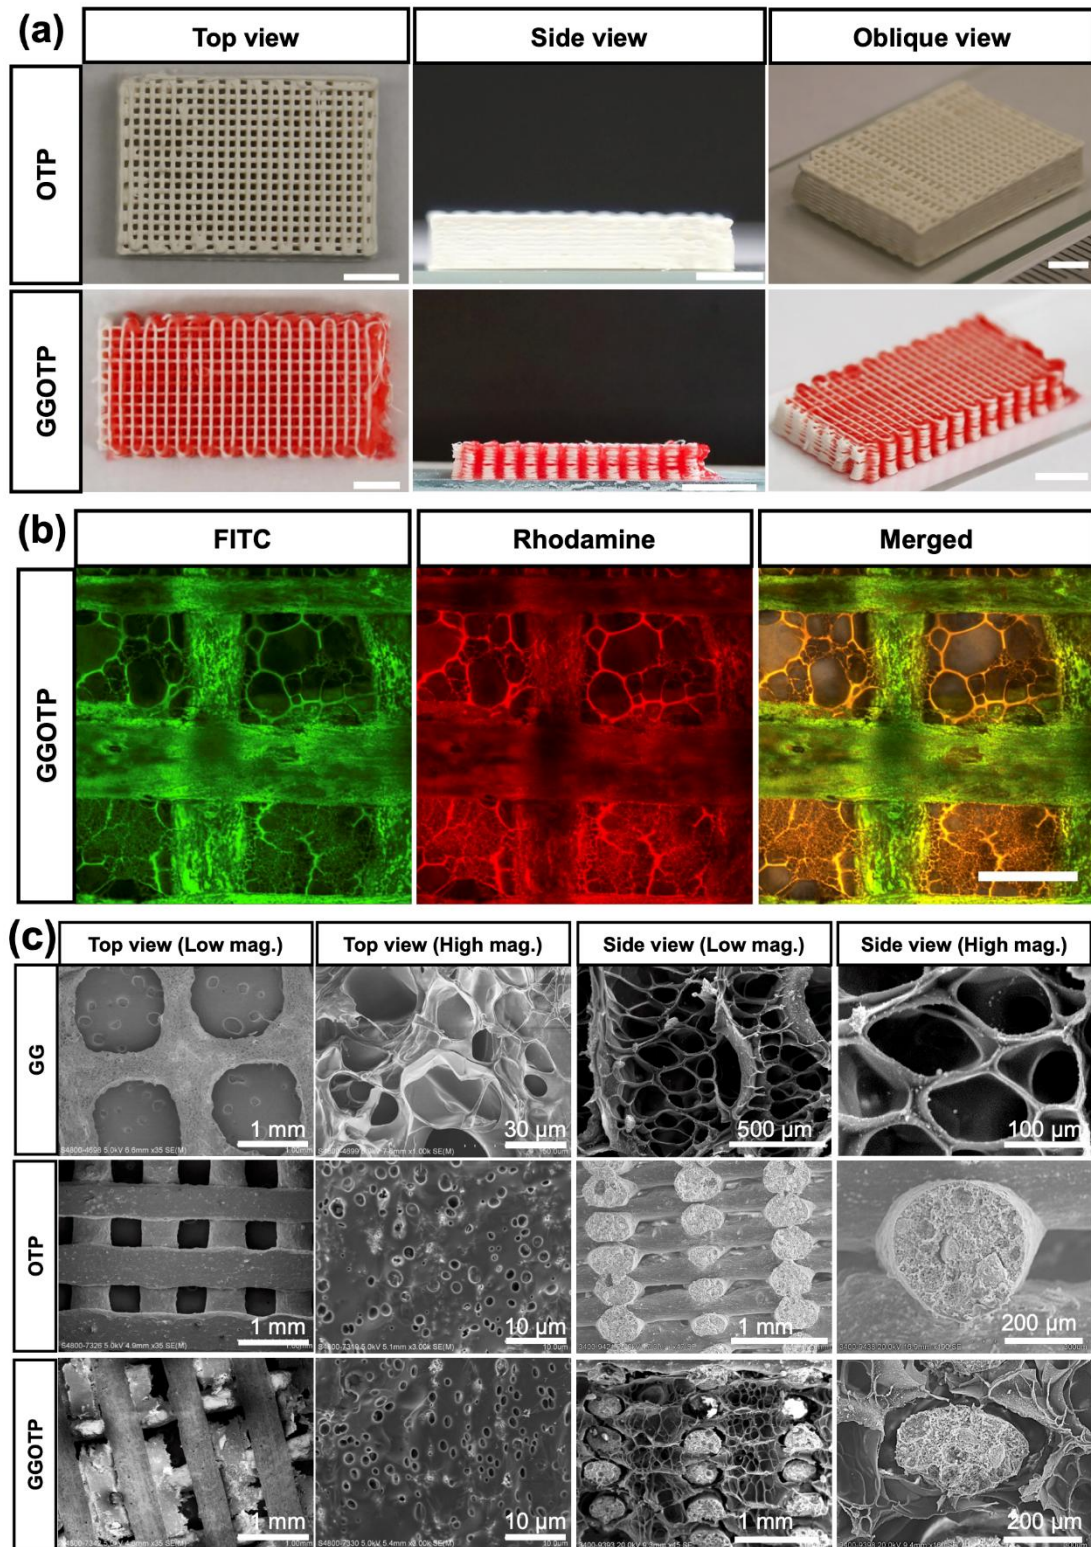 (a)
Top view
Side view
Oblique view
OTP
GGOTP
(b)
FITC
Rhodamine
Merged
GGOTP
(c)
Top view (Low mag.)
Top view (High mag.)
Side view (Low mag.)
Side view (High mag.)
GG
1 mm
30 µm
500 µm
100 µm
OTP
1 mm
10 µm
1 mm
200 µm
GGOTP
1 mm
10 µm
1 mm
200 µm